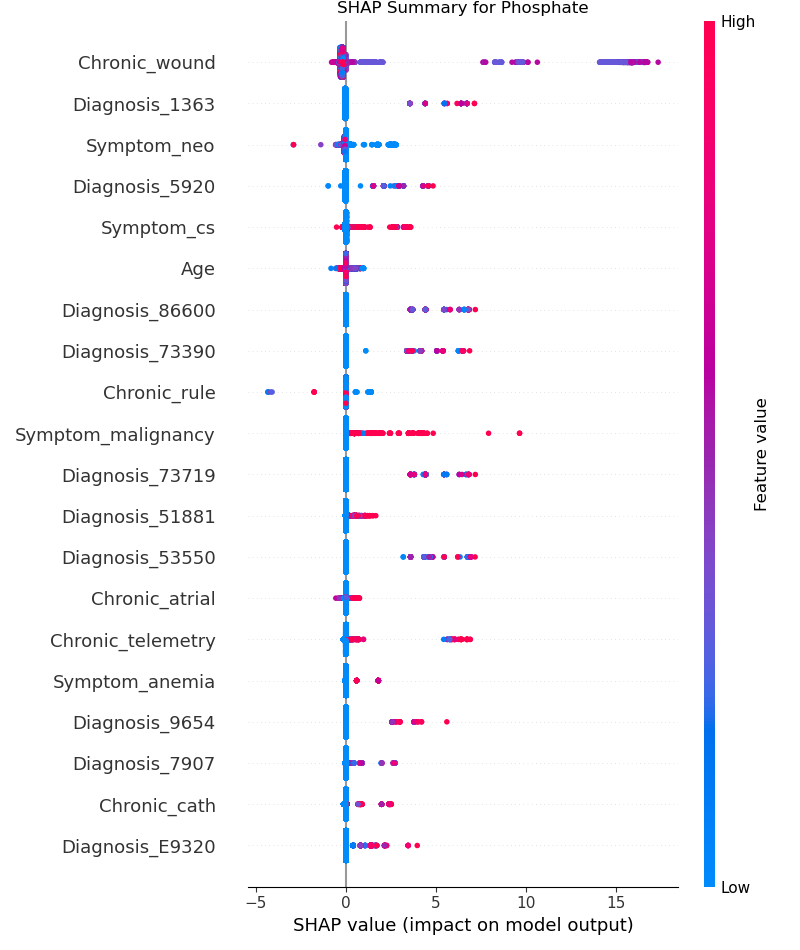 SHAP Summary for Phosphate
High
Chronic_wound
Diagnosis_1363
Symptom_neo
Diagnosis_5920
Symptom_cs
Age
Diagnosis_86600
Diagnosis_73390
Chronic_rule
Symptom_malignancy
Diagnosis_73719
Diagnosis_51881
Diagnosis_53550
Chronic_atrial
Chronic_telemetry
Symptom_anemia
Diagnosis_9654
Diagnosis_7907
Chronic_cath
Diagnosis_E9320
Feature value
Low
−5 0 5 10 15
SHAP value (impact on model output)